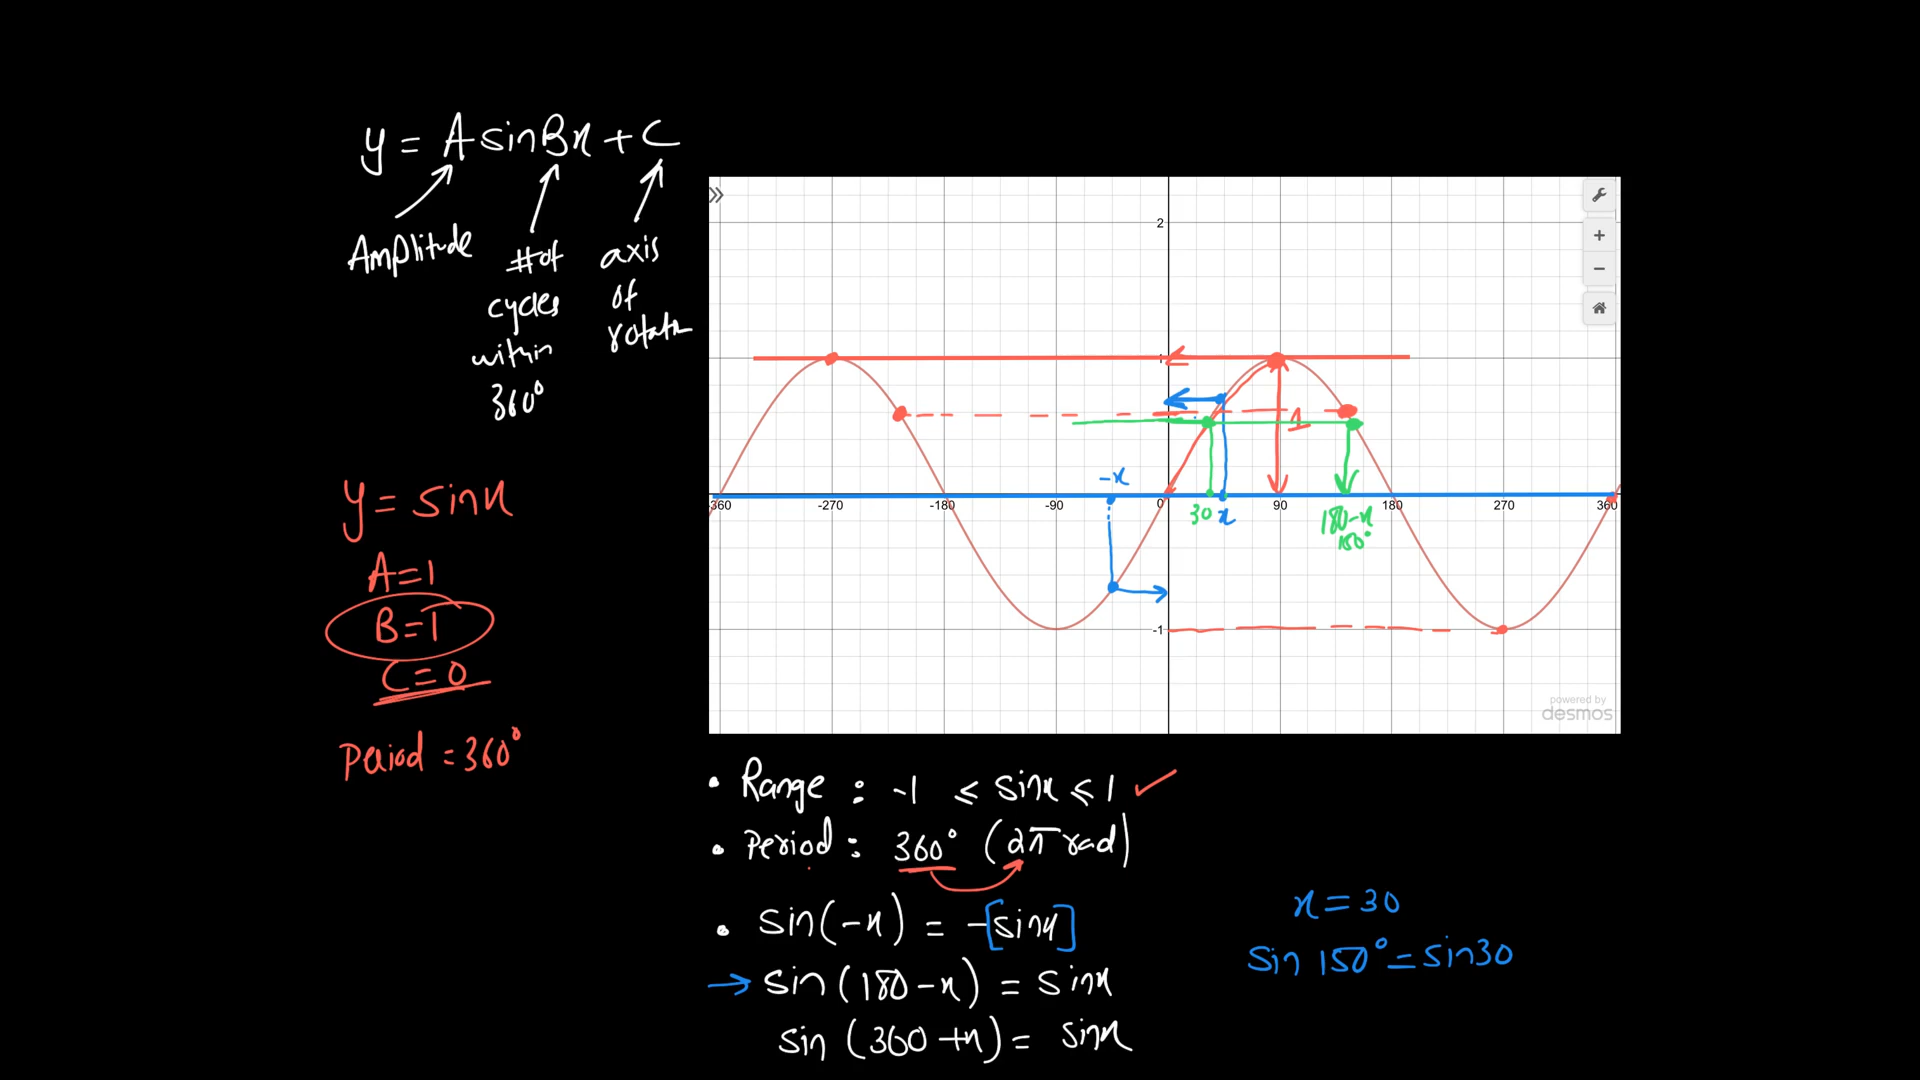 y = A sin Bx + C
Amplitude
# of
cycles
within
360°
axis
of
y = sin x
A = 1
B = 1
C = 0
Period = 360°
2
1
-1
-360
-270
-180
-90
0
90
180
270
360
-x
30
x
180-x
150°
1
powered by
desmos
• Range : -1 ≤ sin x ≤ 1 ✓
• Period : 360° (2π rad)
• sin(-x) = -[sin x]
→ sin(180-x) = sin x
sin(360+x) = sin x
x = 30
sin 150° = sin 30